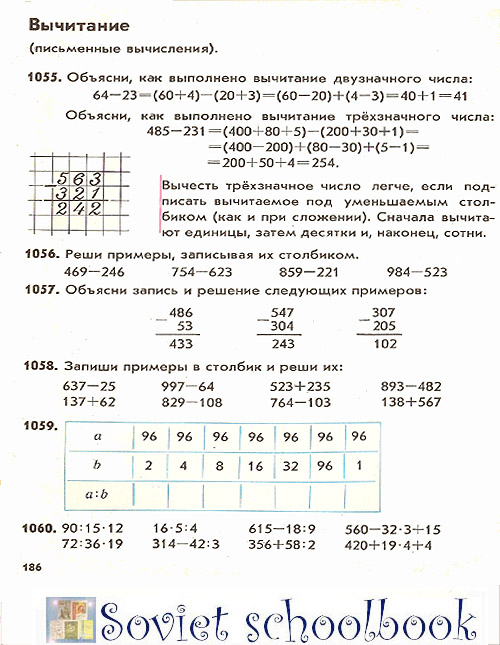 Вычитание
(письменные вычисления).
1055. Объясни, как выполнено вычитание двузначного числа:
64—23=(60+4)—(20+3)=(60—20)+(4—3)=40+1=41
Объясни, как выполнено вычитание трёхзначного числа:
485—231=(400+80+5)—(200+30+1)=
=(400—200)+(80—30)+(5—1)=
=200+50+4=254.
—563
321
242
Вычесть трёхзначное число легче, если под-
писать вычитаемое под уменьшаемым стол-
биком (как и при сложении). Сначала вычита-
ют единицы, затем десятки и, наконец, сотни.
1056. Реши примеры, записывая их столбиком.
469—246 754—623 859—221 984—523
1057. Объясни запись и решение следующих примеров:
—486 —547 —307
53 304 205
433 243 102
1058. Запиши примеры в столбик и реши их:
637—25 997—64 523+235 893—482
137+62 829—108 764—103 138+567
1059.
a 96 96 96 96 96 96 96
b 2 4 8 16 32 96 1
a:b
1060. 90:15·12 16·5:4 615—18:9 560—32·3+15
72:36·19 314—42:3 356+58:2 420+19·4+4
186
Soviet schoolbook